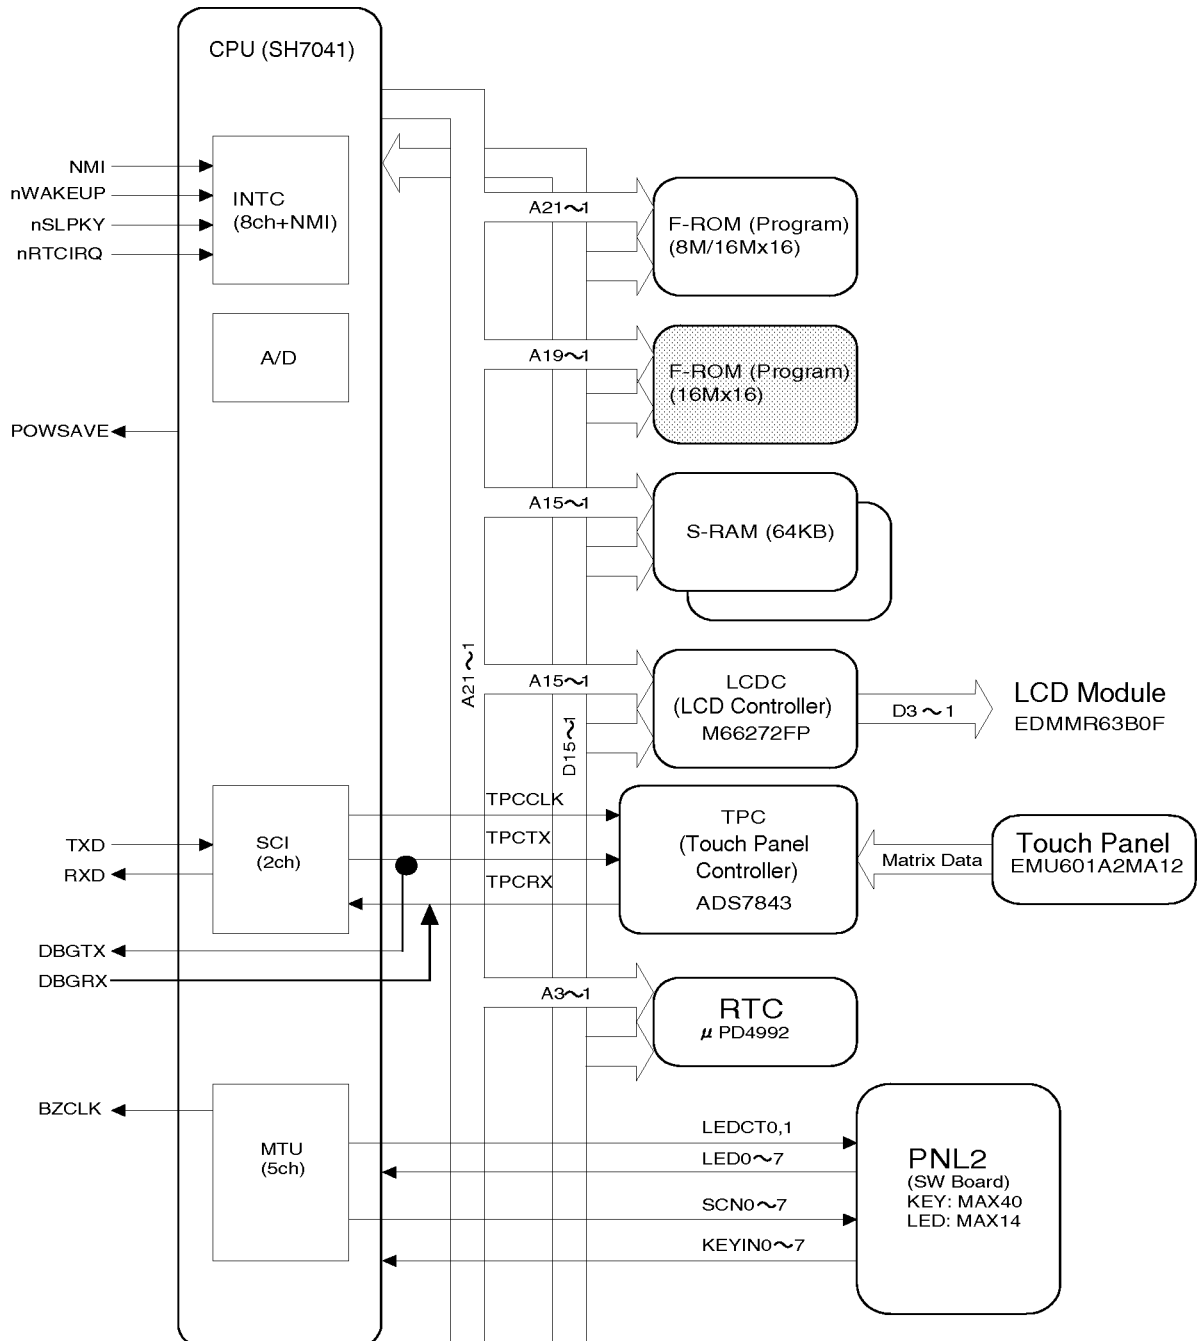 CPU (SH7041)
NMI
nWAKEUP
nSLPKY
nRTCIRQ
INTC
(8ch+NMI)
A21〜1
F-ROM (Program)
(8M/16Mx16)
A/D
A19〜1
F-ROM (Program)
(16Mx16)
POWSAVE
A15〜1
S-RAM (64KB)
A21〜1
D15〜1
A15〜1
LCDC
(LCD Controller)
M66272FP
D3〜1
LCD Module
EDMMR63B0F
TXD
RXD
SCI
(2ch)
TPCCLK
TPCTX
TPCRX
TPC
(Touch Panel
Controller)
ADS7843
Matrix Data
Touch Panel
EMU601A2MA12
DBGTX
DBGRX
A3〜1
RTC
μ PD4992
BZCLK
MTU
(5ch)
LEDCT0,1
LED0〜7
SCN0〜7
KEYIN0〜7
PNL2
(SW Board)
KEY: MAX40
LED: MAX14